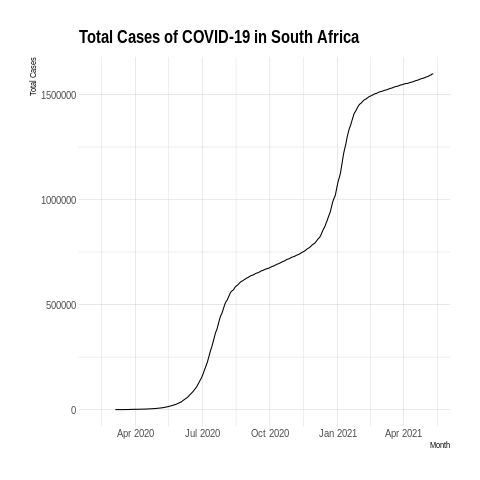 Total Cases of COVID-19 in South Africa
Total Cases
1500000
1000000
500000
0
Apr 2020 Jul 2020 Oct 2020 Jan 2021 Apr 2021
Month